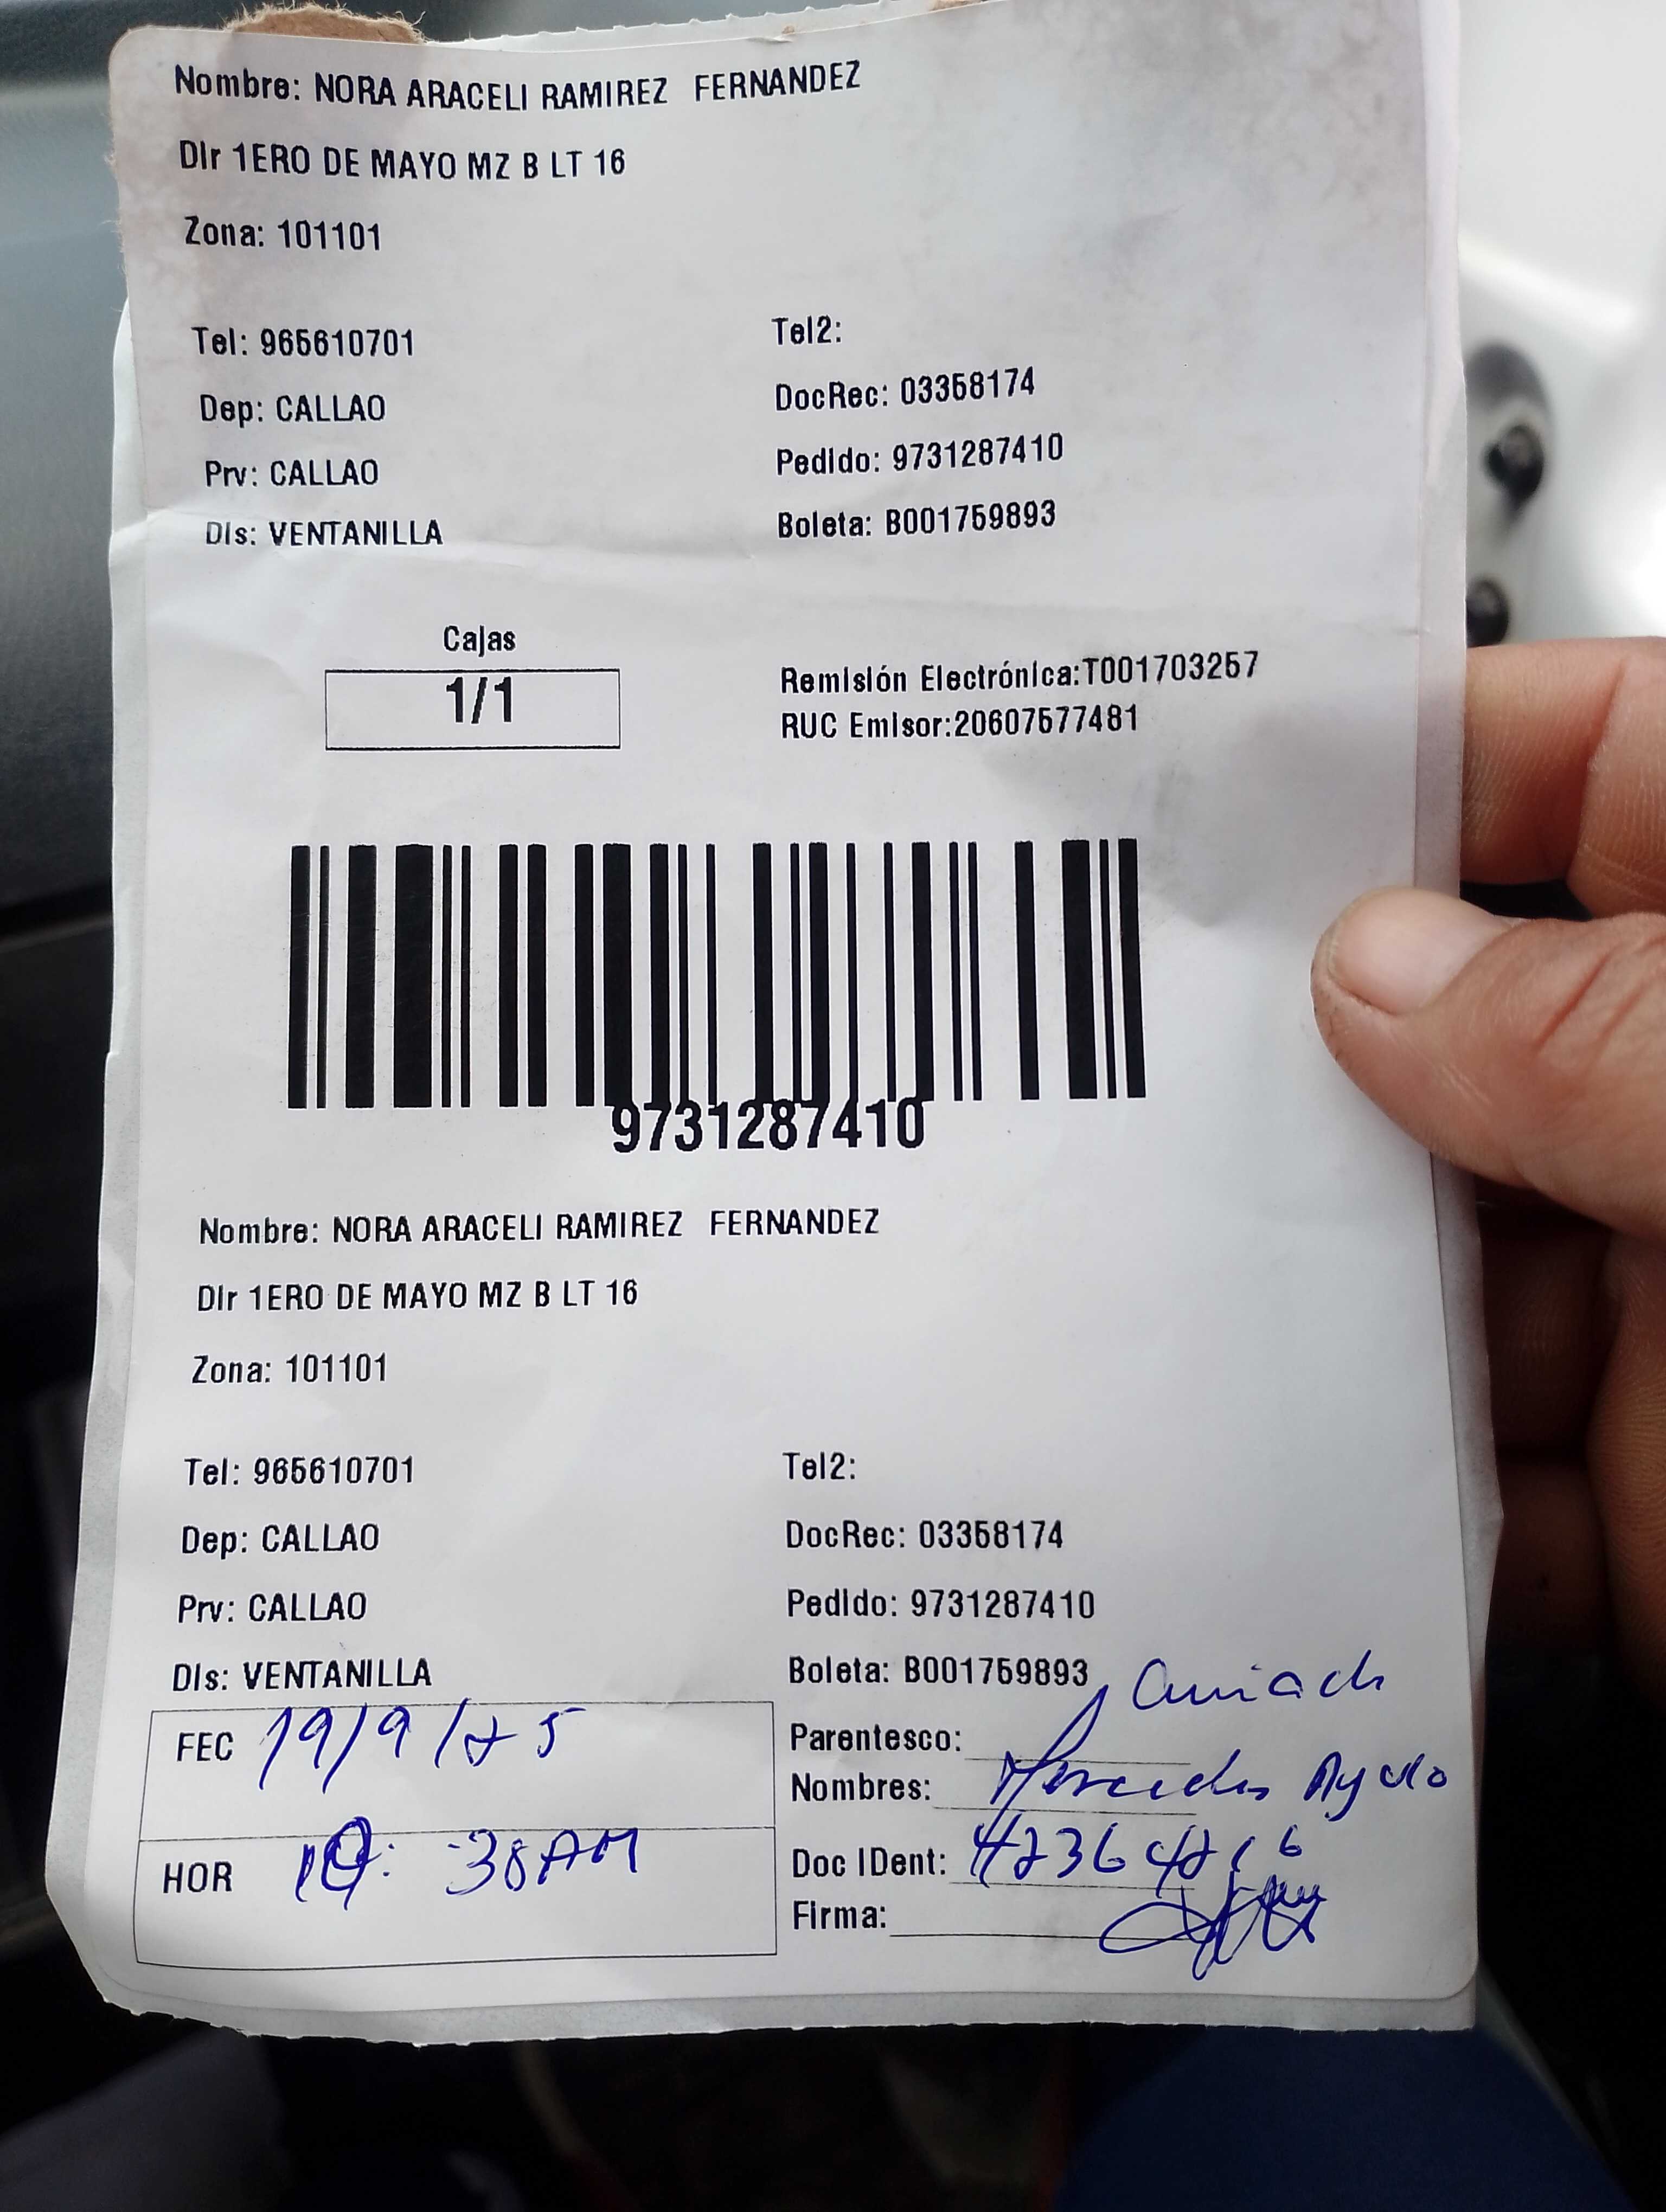 Nombre: NORA ARACELI RAMIREZ FERNANDEZ
Dir 1ERO DE MAYO MZ B LT 16
Zona: 101101
Tel: 965610701
Tel2:
Dep: CALLAO
DocRec: 03358174
Prv: CALLAO
Pedido: 9731287410
Dis: VENTANILLA
Boleta: B001759893
Cajas
1/1
Remisión Electrónica:T001703257
RUC Emisor:20607577481
9731287410
Nombre: NORA ARACELI RAMIREZ FERNANDEZ
Dir 1ERO DE MAYO MZ B LT 16
Zona: 101101
Tel: 965610701
Tel2:
Dep: CALLAO
DocRec: 03358174
Prv: CALLAO
Pedido: 9731287410
Dis: VENTANILLA
Boleta: B001759893
FEC 19/9/25
Parentesco:
Nombres: Mercedes
HOR 10:38AM
Doc IDent:
Firma: